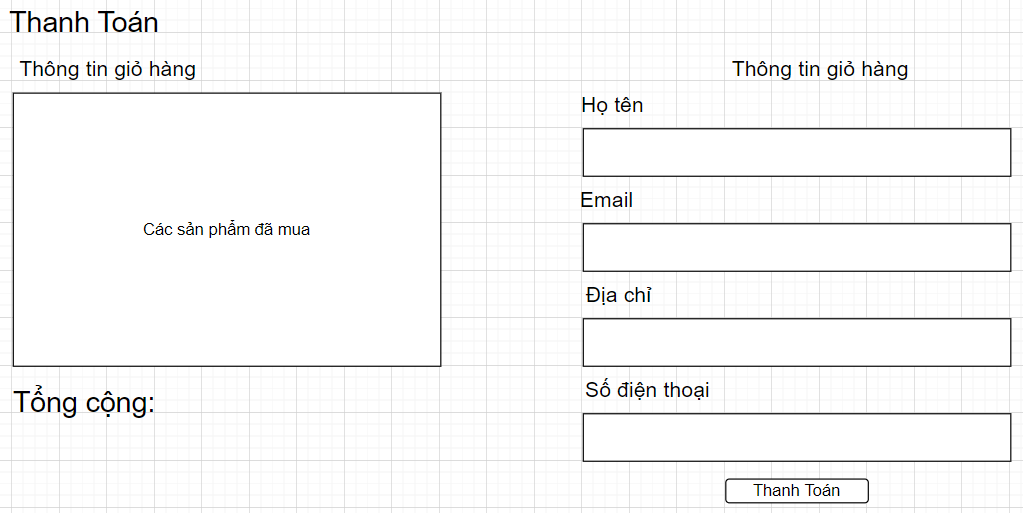 Thanh Toán
Thông tin giỏ hàng
Các sản phẩm đã mua
Tổng cộng:
Thông tin giỏ hàng
Họ tên
Email
Địa chỉ
Số điện thoại
Thanh Toán